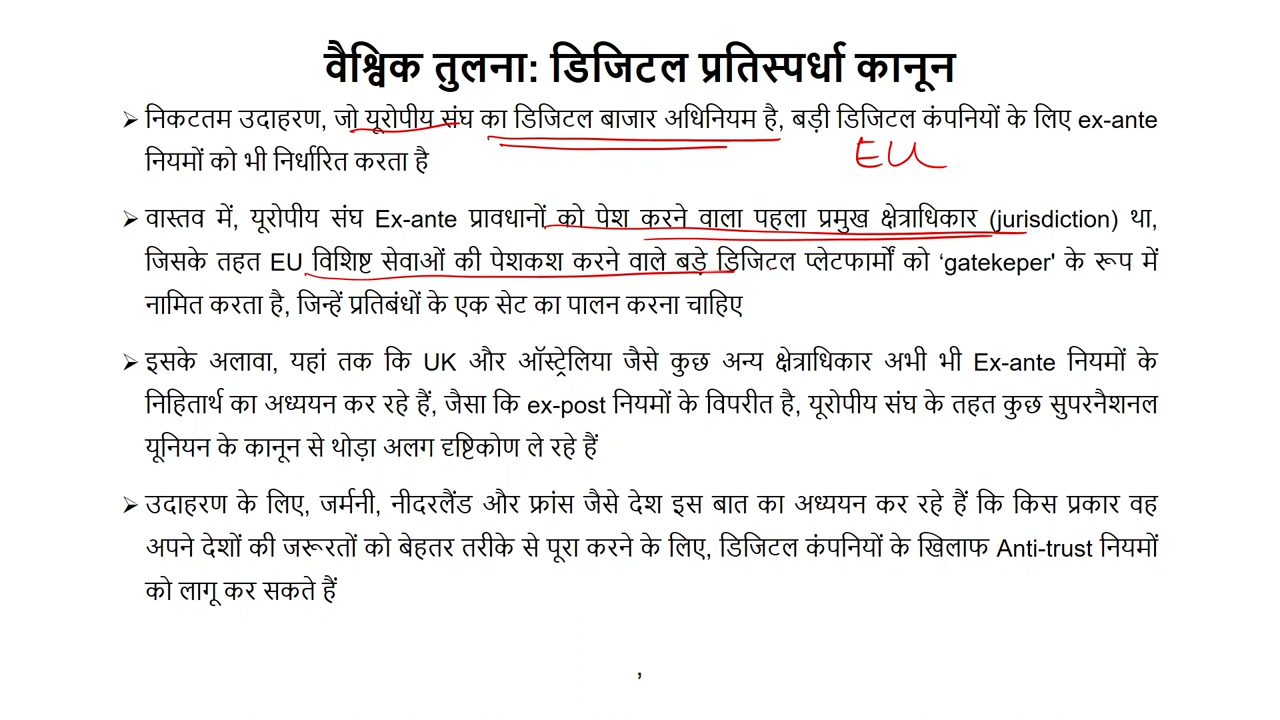 वैश्विक तुलना: डिजिटल प्रतिस्पर्धा कानून
➢ निकटतम उदाहरण, जो यूरोपीय संघ का डिजिटल बाजार अधिनियम है, बड़ी डिजिटल कंपनियों के लिए ex-ante
नियमों को भी निर्धारित करता है
EU
➢ वास्तव में, यूरोपीय संघ Ex-ante प्रावधानों को पेश करने वाला पहला प्रमुख क्षेत्राधिकार (jurisdiction) था,
जिसके तहत EU विशिष्ट सेवाओं की पेशकश करने वाले बड़े डिजिटल प्लेटफार्मों को ‘gatekeper' के रूप में
नामित करता है, जिन्हें प्रतिबंधों के एक सेट का पालन करना चाहिए
➢ इसके अलावा, यहां तक कि UK और ऑस्ट्रेलिया जैसे कुछ अन्य क्षेत्राधिकार अभी भी Ex-ante नियमों के
निहितार्थ का अध्ययन कर रहे हैं, जैसा कि ex-post नियमों के विपरीत है, यूरोपीय संघ के तहत कुछ सुपरनैशनल
यूनियन के कानून से थोड़ा अलग दृष्टिकोण ले रहे हैं
➢ उदाहरण के लिए, जर्मनी, नीदरलैंड और फ्रांस जैसे देश इस बात का अध्ययन कर रहे हैं कि किस प्रकार वह
अपने देशों की जरूरतों को बेहतर तरीके से पूरा करने के लिए, डिजिटल कंपनियों के खिलाफ Anti-trust नियमों
को लागू कर सकते हैं
,